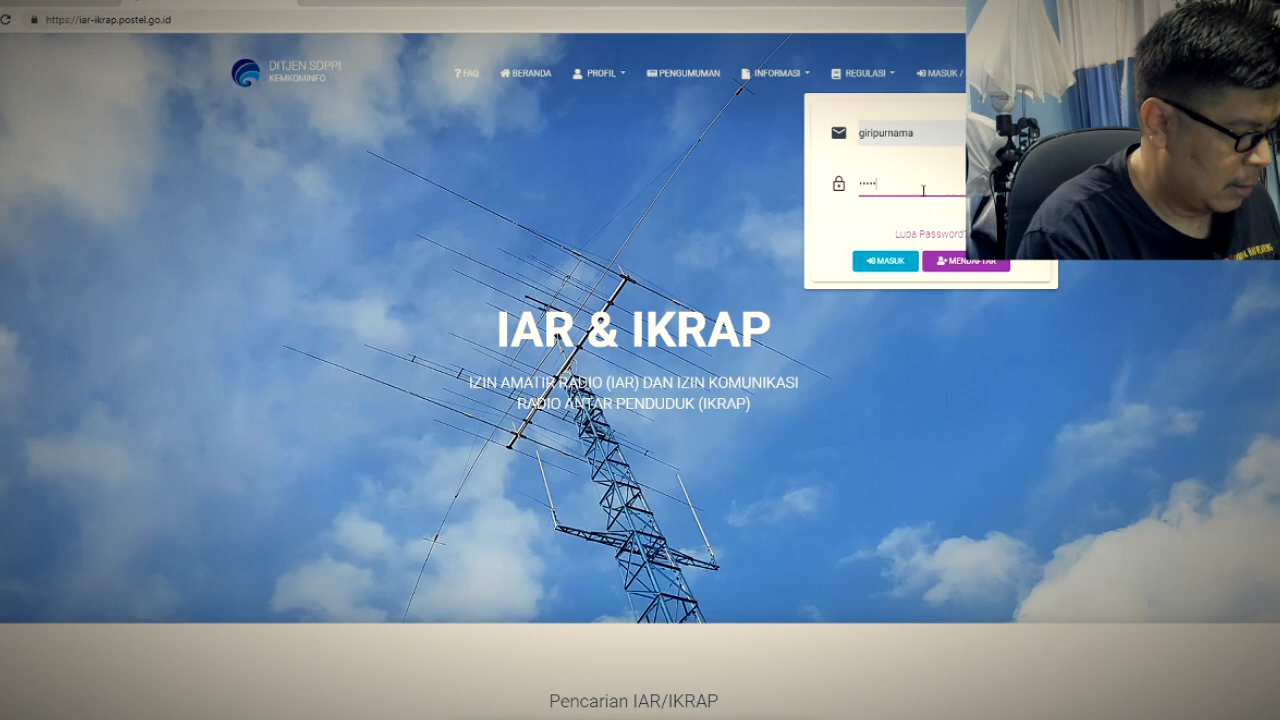 https://iar-ikrap.postel.go.id
DITJEN SDPPI
KEMKOMINFO
? FAQ
BERANDA
PROFIL
PENGUMUMAN
INFORMASI
REGULASI
MASUK /
giripurnama
Lupa Password?
MASUK
MENDAFTAR
IAR & IKRAP
IZIN AMATIR RADIO (IAR) DAN IZIN KOMUNIKASI
RADIO ANTAR PENDUDUK (IKRAP)
Pencarian IAR/IKRAP